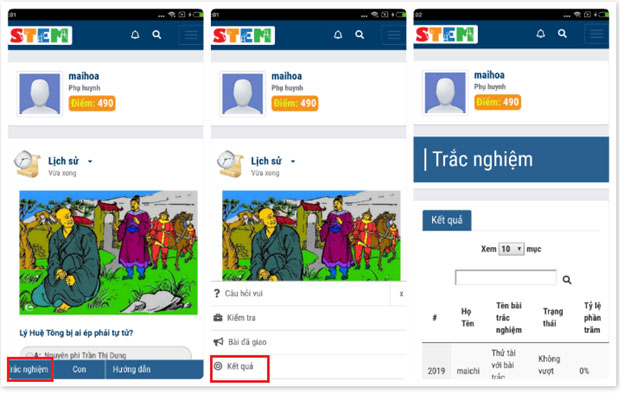 :01
STEM
maihoa
Phụ huynh
Điểm: 490
Lịch sử
Vừa xong
Lý Huệ Tông bị ai ép phải tự tử?
A: Nguyên phi Trần Thị Dung
rắc nghiệm Con Hướng dẫn
:01
STEM
maihoa
Phụ huynh
Điểm: 490
Lịch sử
Vừa xong
? Câu hỏi vui x
Kiểm tra
Bài đã giao
Kết quả
:02
STEM
maihoa
Phụ huynh
Điểm: 490
Trắc nghiệm
Kết quả
Xem 10 mục
# Họ Tên Tên bài trắc nghiệm Trạng thái Tỷ lệ phần trăm
2019 maichi Thử tài với bài trắc Không vượt 0%